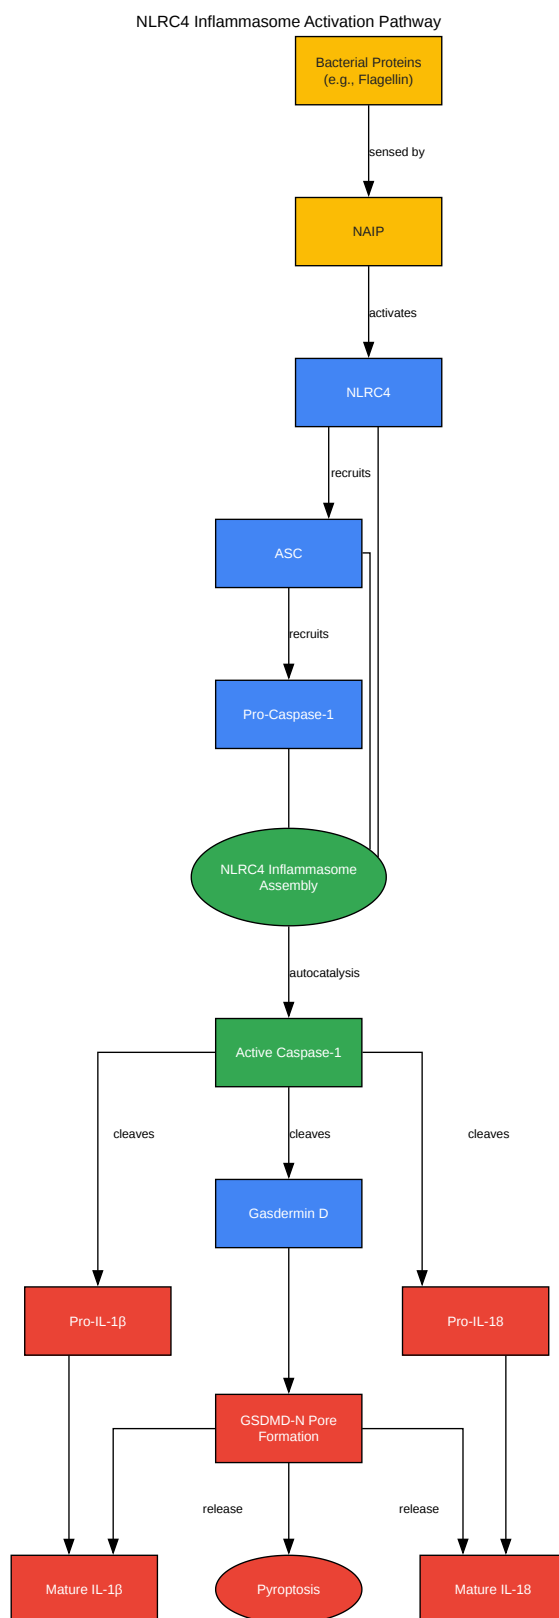 NLRC4 Inflammasome Activation Pathway
Bacterial Proteins
(e.g., Flagellin)
sensed by
NAIP
activates
NLRC4
recruits
ASC
recruits
Pro-Caspase-1
NLRC4 Inflammasome
Assembly
autocatalysis
Active Caspase-1
cleaves
cleaves
cleaves
Gasdermin D
Pro-IL-1β
Pro-IL-18
GSDMD-N Pore
Formation
release
release
Mature IL-1β
Pyroptosis
Mature IL-18